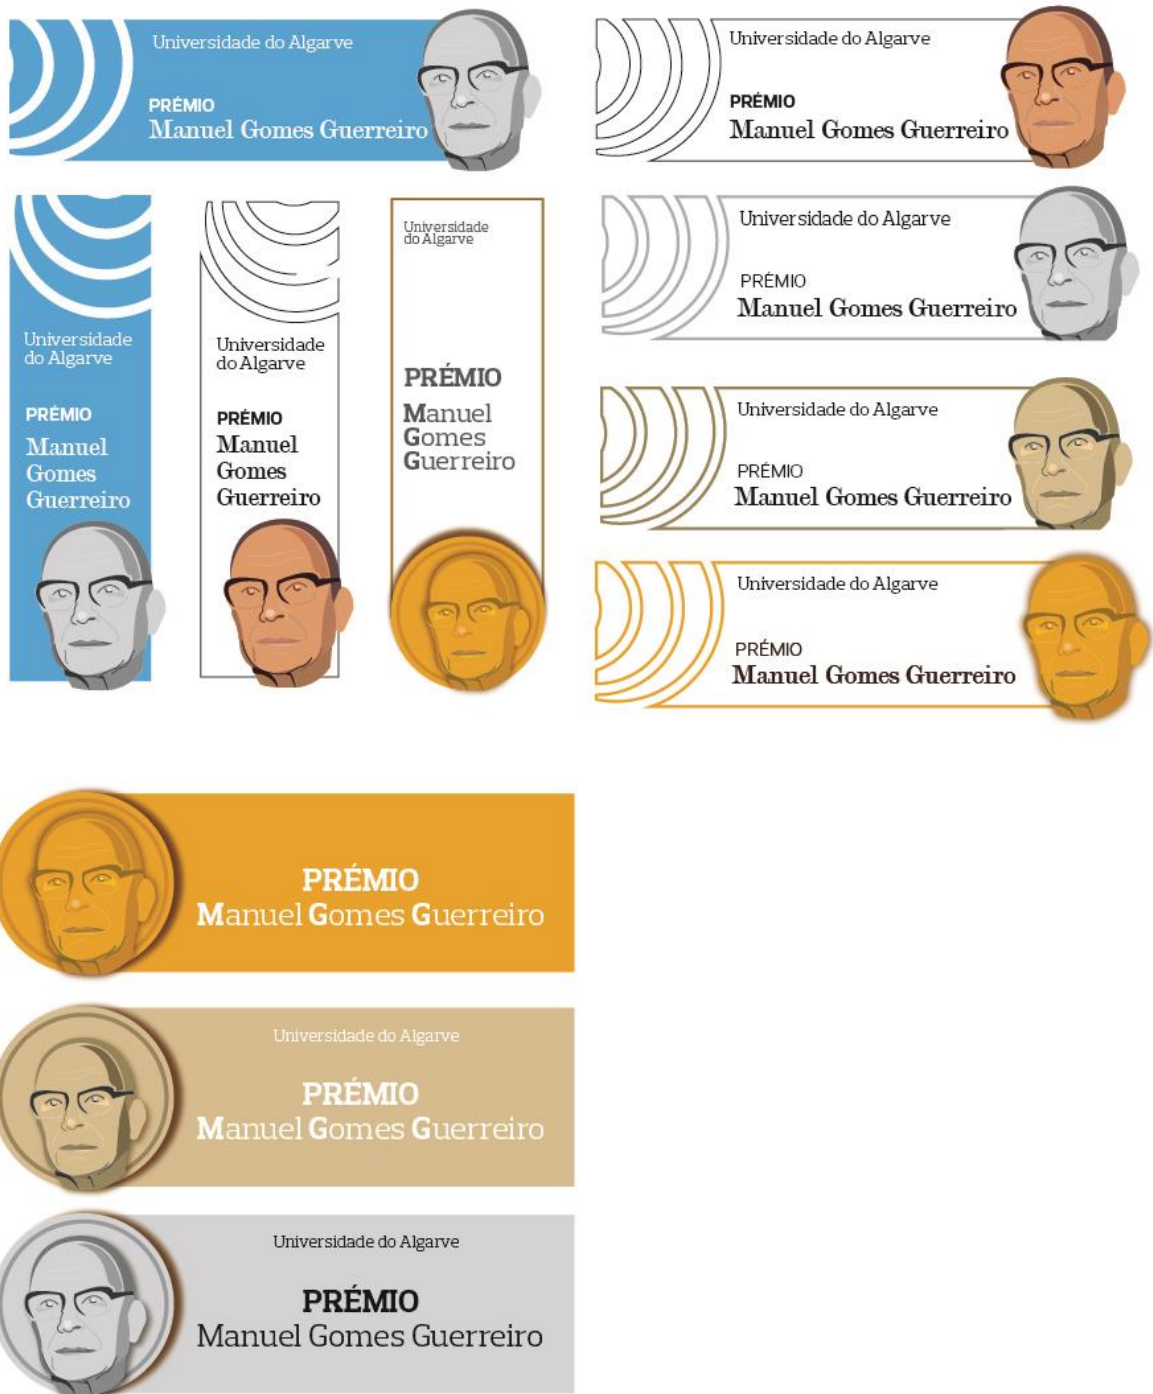 Universidade do Algarve
PRÉMIO
Manuel Gomes Guerreiro
Universidade do Algarve
PRÉMIO
Manuel Gomes Guerreiro
Universidade
do Algarve
PRÉMIO
Manuel
Gomes
Guerreiro
Universidade
do Algarve
PRÉMIO
Manuel
Gomes
Guerreiro
Universidade
do Algarve
PRÉMIO
Manuel
Gomes
Guerreiro
Universidade do Algarve
PRÉMIO
Manuel Gomes Guerreiro
Universidade do Algarve
PRÉMIO
Manuel Gomes Guerreiro
Universidade do Algarve
PRÉMIO
Manuel Gomes Guerreiro
PRÉMIO
Manuel Gomes Guerreiro
Universidade do Algarve
PRÉMIO
Manuel Gomes Guerreiro
Universidade do Algarve
PRÉMIO
Manuel Gomes Guerreiro